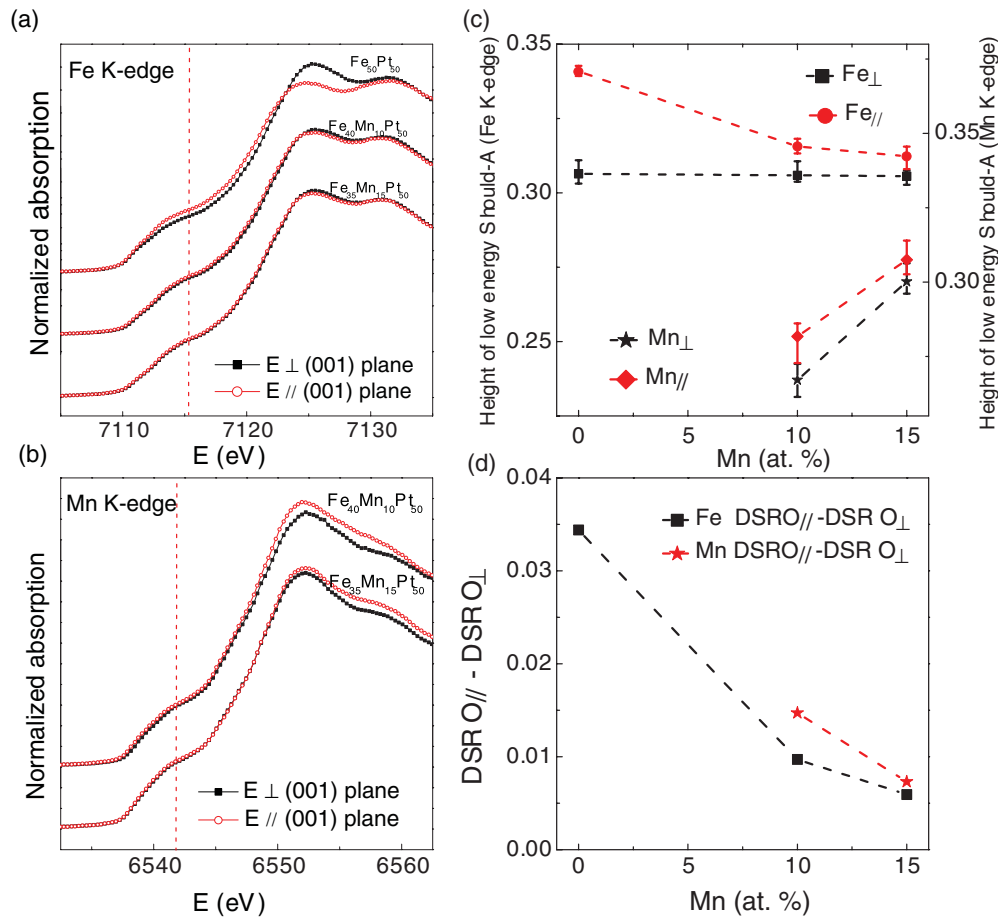 (a)
Fe K-edge
Fe50Pt50
Fe40Mn10Pt50
Fe35Mn15Pt50
E ⊥ (001) plane
E // (001) plane
Normalized absorption
7110 7120 7130
E (eV)
(b)
Mn K-edge
Fe40Mn10Pt50
Fe35Mn15Pt50
E ⊥ (001) plane
E // (001) plane
Normalized absorption
6540 6550 6560
E (eV)
(c)
Height of low energy Should-A (Fe K-edge)
0.35
0.30
0.25
Fe⊥
Fe//
Mn⊥
Mn//
0.35
0.30
Height of low energy Should-A (Mn K-edge)
0 5 10 15
Mn (at. %)
(d)
DSR O// - DSR O⊥
0.04
0.03
0.02
0.01
0.00
Fe DSRO// -DSR O⊥
Mn DSRO// -DSR O⊥
0 5 10 15
Mn (at. %)